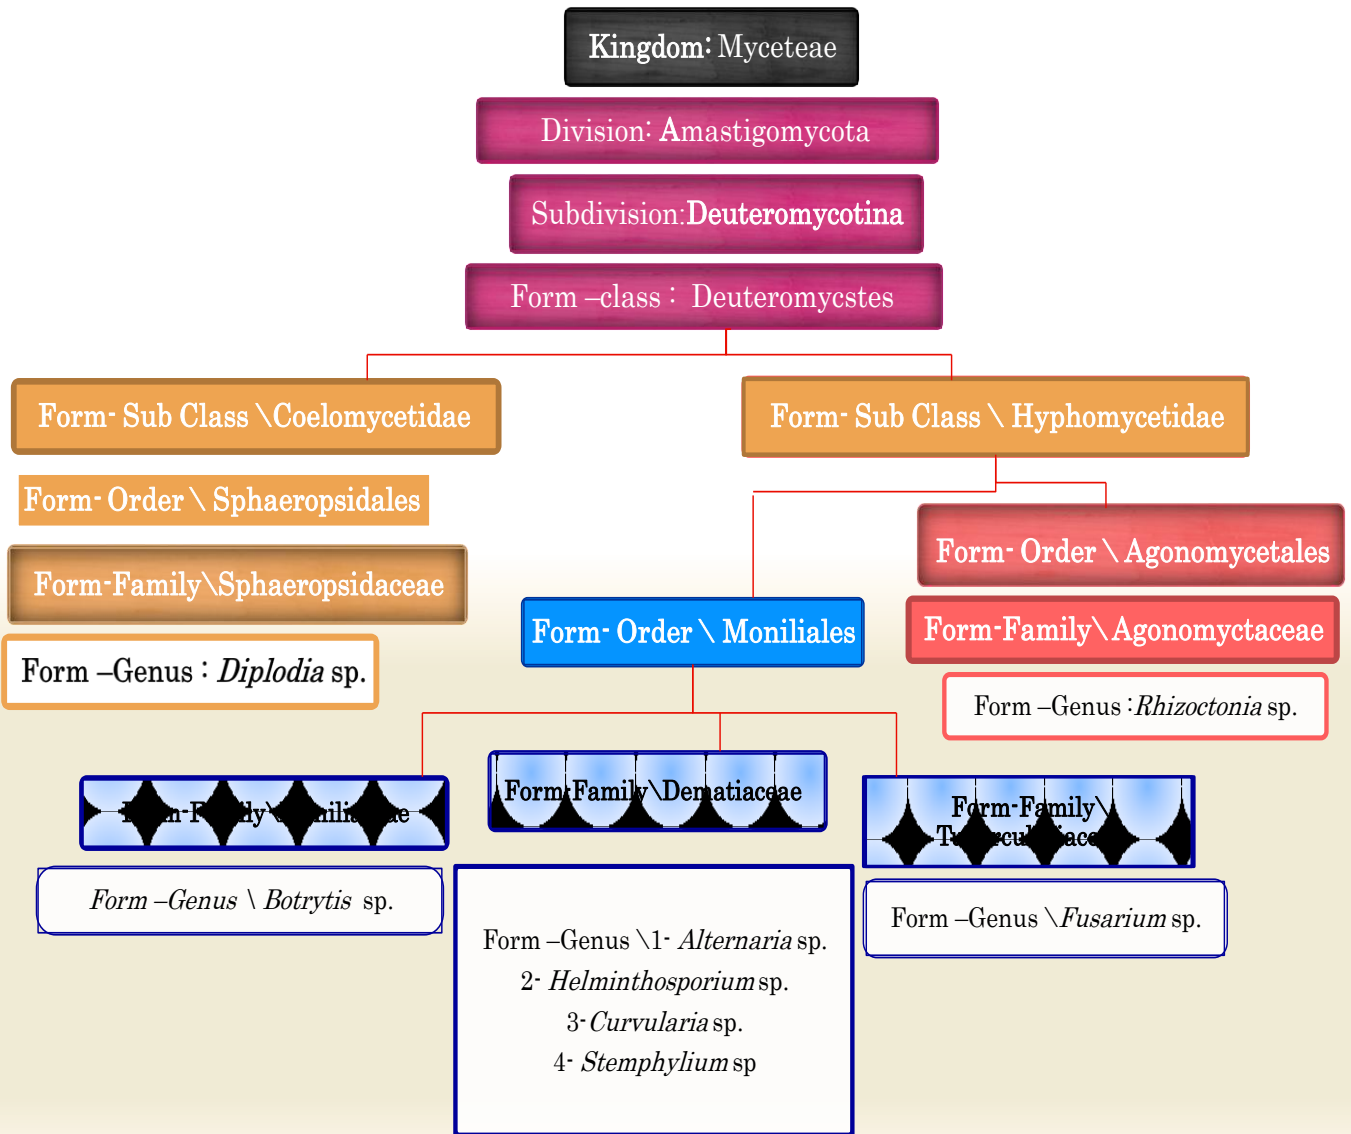 Kingdom: Myceteae
Division: Amastigomycota
Subdivision:Deuteromycotina
Form –class : Deuteromycstes
Form- Sub Class \Coelomycetidae
Form- Sub Class \ Hyphomycetidae
Form- Order \ Sphaeropsidales
Form- Order \ Agonomycetales
Form-Family\Sphaeropsidaceae
Form- Order \ Moniliales
Form-Family\Agonomyctaceae
Form –Genus : Diplodia sp.
Form –Genus :Rhizoctonia sp.
Form-Family\Dematiaceae
Form-Family\
Form –Genus \ Botrytis sp.
Form –Genus \Fusarium sp.
Form –Genus \1- Alternaria sp.
2- Helminthosporium sp.
3-Curvularia sp.
4- Stemphylium sp